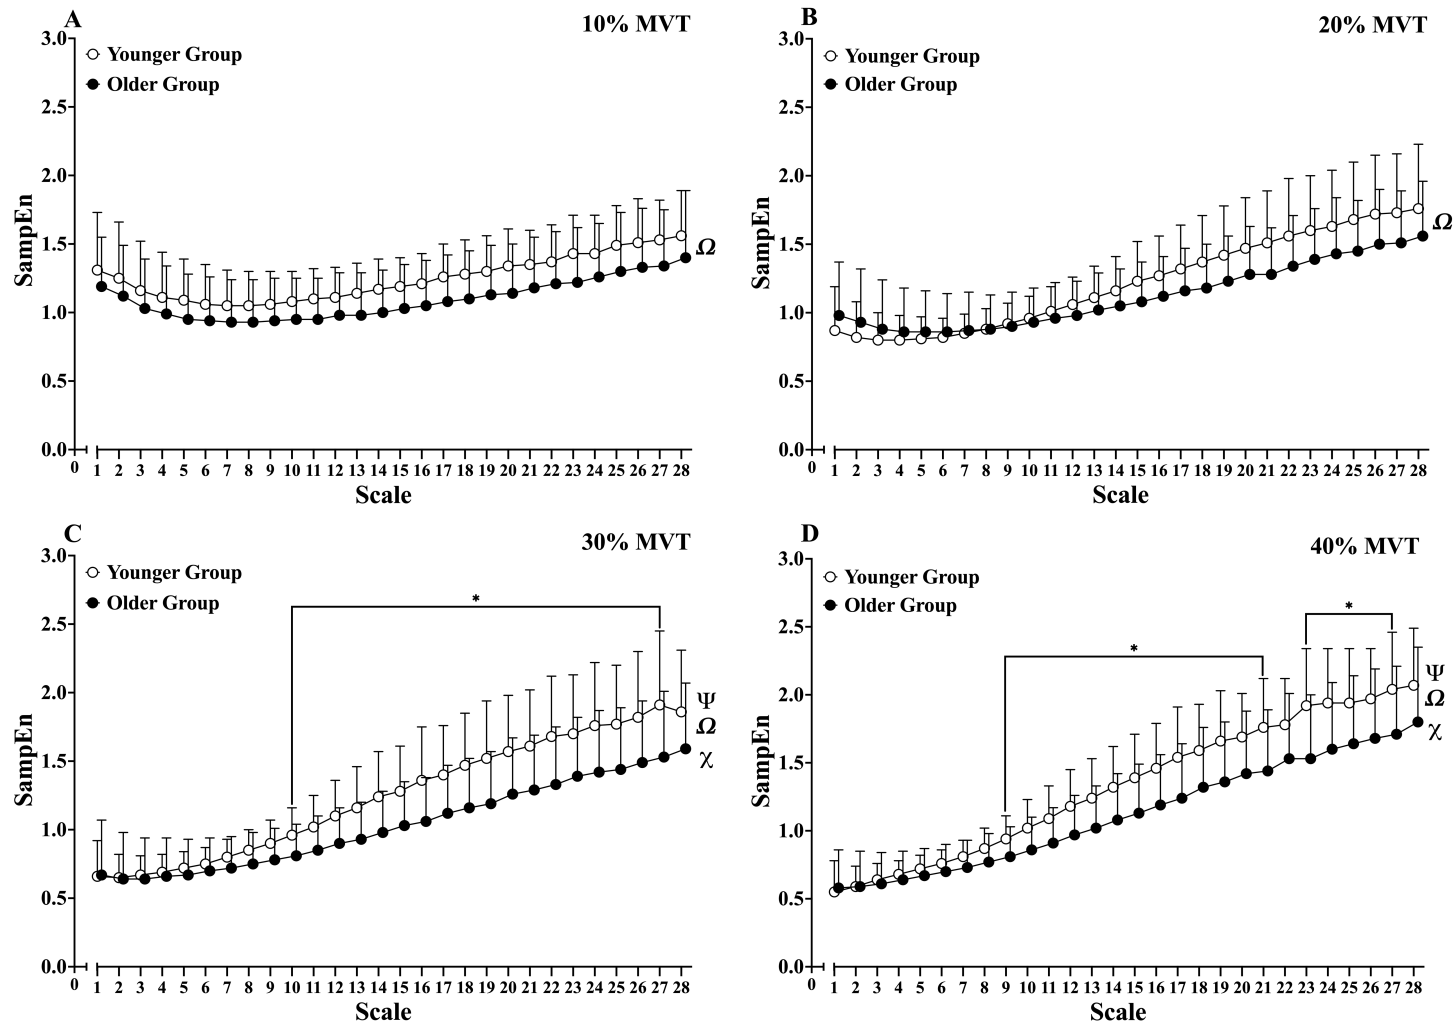 A
10% MVT
3.0
Younger Group
Older Group
2.5
2.0
1.5
1.0
0.5
0.0
SampEn
Ω
0 1 2 3 4 5 6 7 8 9 10 11 12 13 14 15 16 17 18 19 20 21 22 23 24 25 26 27 28
Scale
B
20% MVT
3.0
Younger Group
Older Group
2.5
2.0
1.5
1.0
0.5
0.0
SampEn
Ω
0 1 2 3 4 5 6 7 8 9 10 11 12 13 14 15 16 17 18 19 20 21 22 23 24 25 26 27 28
Scale
C
30% MVT
3.0
Younger Group
Older Group
*
2.5
2.0
1.5
1.0
0.5
0.0
SampEn
Ψ
Ω
χ
0 1 2 3 4 5 6 7 8 9 10 11 12 13 14 15 16 17 18 19 20 21 22 23 24 25 26 27 28
Scale
D
40% MVT
3.0
Younger Group
Older Group
*
*
2.5
2.0
1.5
1.0
0.5
0.0
SampEn
Ψ
Ω
χ
0 1 2 3 4 5 6 7 8 9 10 11 12 13 14 15 16 17 18 19 20 21 22 23 24 25 26 27 28
Scale